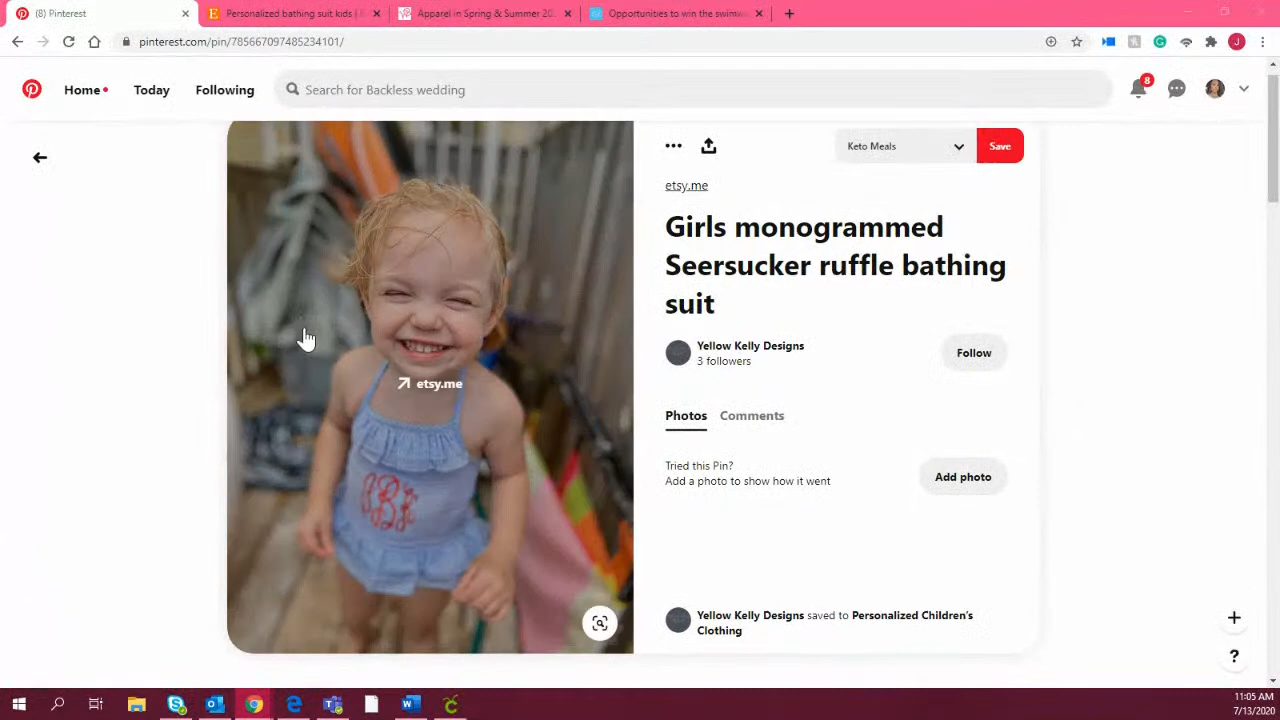 (8) Pinterest
Personalized bathing suit kids |
Apparel in Spring & Summer 20
Opportunities to win the swimw
pinterest.com/pin/785667097485234101/
J
Home
Today
Following
Search for Backless wedding
8
Keto Meals
Save
etsy.me
Girls monogrammed
Seersucker ruffle bathing
suit
Yellow Kelly Designs
3 followers
Follow
etsy.me
Photos
Comments
Tried this Pin?
Add a photo to show how it went
Add photo
Yellow Kelly Designs saved to Personalized Children's
Clothing
?
11:05 AM
7/13/2020